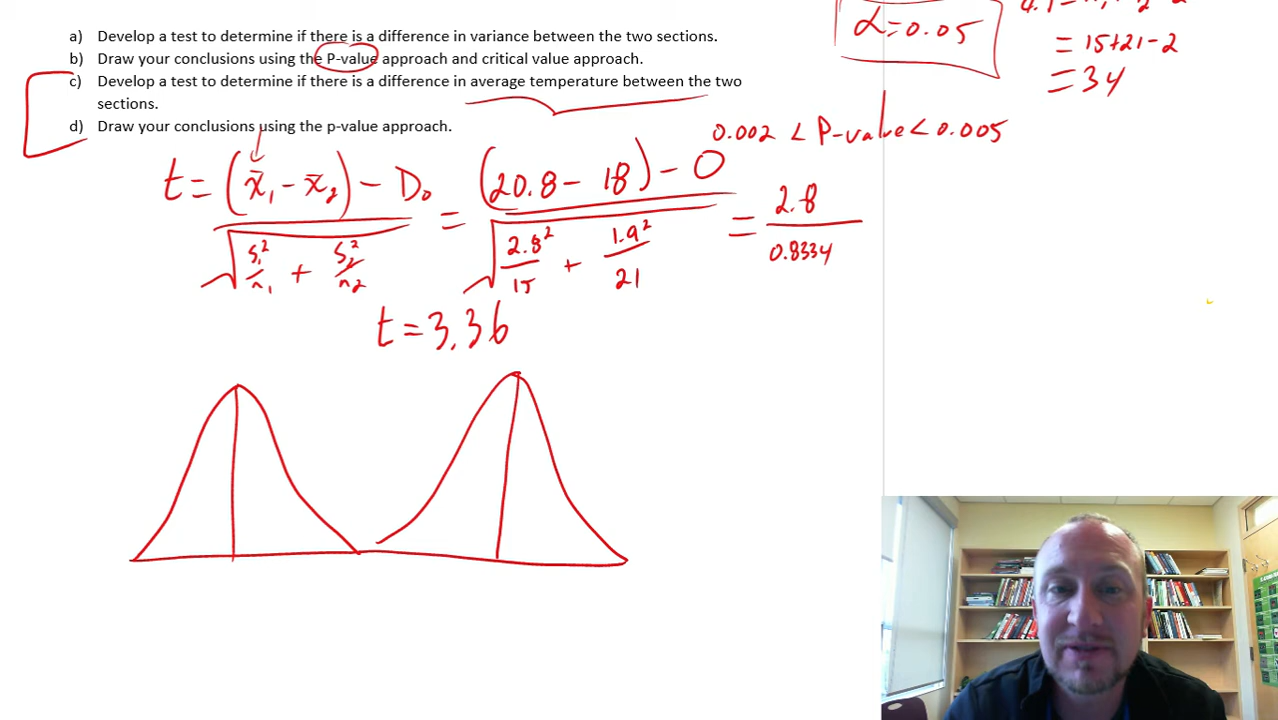 a) Develop a test to determine if there is a difference in variance between the two sections.
b) Draw your conclusions using the P-value approach and critical value approach.
c) Develop a test to determine if there is a difference in average temperature between the two
sections.
d) Draw your conclusions using the p-value approach.
α=0.05
= 15+21-2
= 34
0.002 < P-value < 0.005
t = (x̄₁ - x̄₂) - D₀ / √(s₁²/n₁ + s₂²/n₂) = (20.8 - 18) - 0 / √(2.8²/15 + 1.9²/21) = 2.8 / 0.8334
t = 3.36